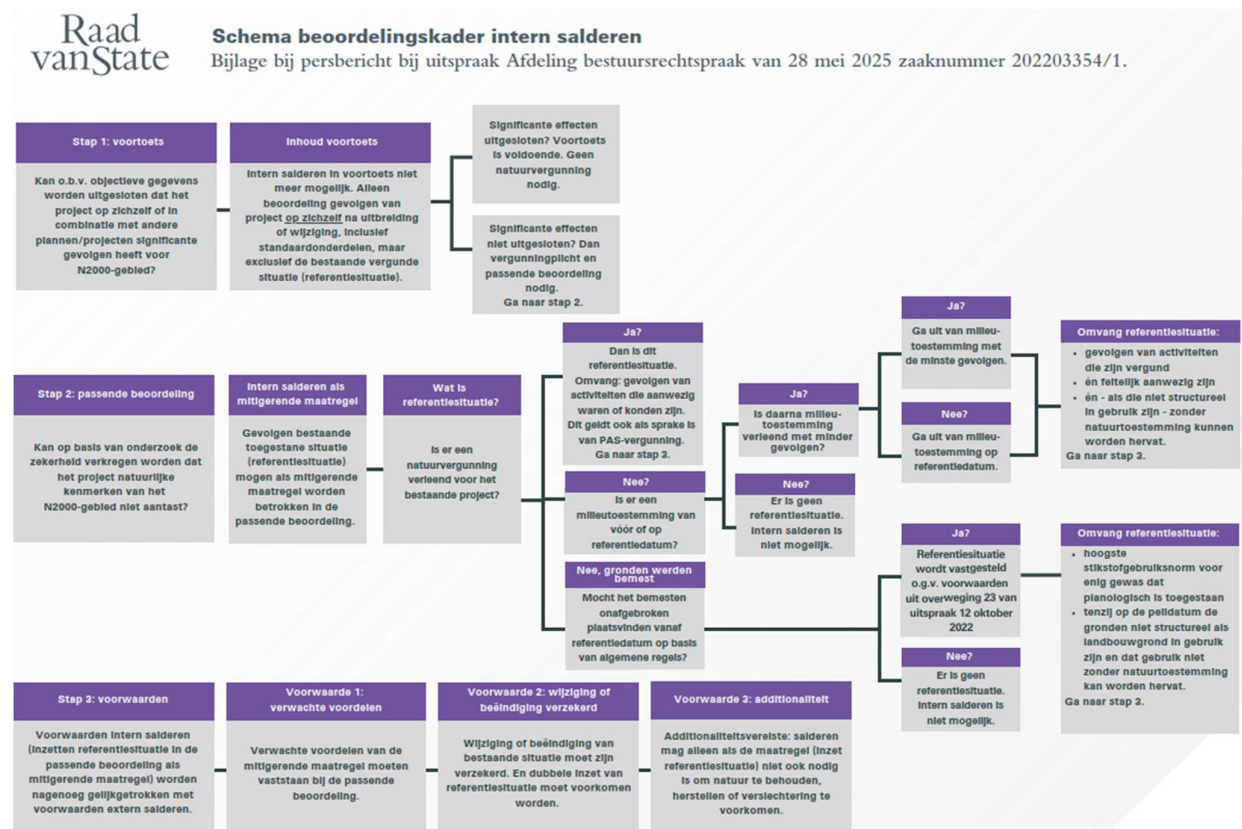 Raad
vanState
Schema beoordelingskader intern salderen
Bijlage bij persbericht bij uitspraak Afdeling bestuursrechtspraak van 28 mei 2025 zaaknummer 202203354/1.
Stap 1: voortoets
Kan o.b.v. objectieve gegevens
worden uitgesloten dat het
project op zichzelf of in
combinatie met andere
plannen/projecten significante
gevolgen heeft voor
N2000-gebied?
Inhoud voortoets
Intern salderen in voortoets niet
meer mogelijk. Alleen
beoordeling gevolgen van
project op zichzelf na uitbreiding
of wijziging, inclusief
standaardonderdelen, maar
exclusief de bestaande vergunde
situatie (referentiesituatie).
Significante effecten
uitgesloten? Voortoets
is voldoende. Geen
natuurvergunning
nodig.
Significante effecten
niet uitgesloten? Dan
vergunningplicht en
passende beoordeling
nodig.
Ga naar stap 2.
Stap 2: passende beoordeling
Kan op basis van onderzoek de
zekerheid verkregen worden dat
het project natuurlijke
kenmerken van het
N2000-gebied niet aantast?
Intern salderen als
mitigerende maatregel
Gevolgen bestaande
toegestane situatie
(referentiesituatie)
mogen als mitigerende
maatregel worden
betrokken in de
passende beoordeling.
Wat is
referentiesituatie?
Is er een
natuurvergunning
verleend voor het
bestaande project?
Ja?
Dan is dit
referentiesituatie.
Omvang: gevolgen van
activiteiten die aanwezig
waren of konden zijn.
Dit geldt ook als sprake is
van PAS-vergunning.
Ga naar stap 3.
Nee?
Is er een
milieutoestemming van
vóór of op
referentiedatum?
Nee, gronden werden
bemest
Mocht het bemesten
onafgebroken
plaatsvinden vanaf
referentiedatum op basis
van algemene regels?
Ja?
Is daarna milieu-
toestemming
verleend met minder
gevolgen?
Nee?
Er is geen
referentiesituatie.
Intern salderen is
niet mogelijk.
Ja?
Ga uit van milieu-
toestemming met
de minste gevolgen.
Nee?
Ga uit van milieu-
toestemming op
referentiedatum.
Omvang referentiesituatie:
• gevolgen van activiteiten
die zijn vergund
• én feitelijk aanwezig zijn
• én - als die niet structureel
in gebruik zijn - zonder
natuurtoestemming kunnen
worden hervat.
Ga naar stap 3.
Ja?
Referentiesituatie
wordt vastgesteld
o.g.v. voorwaarden
uit overweging 23 van
uitspraak 12 oktober
2022
Nee?
Er is geen
referentiesituatie.
Intern salderen is
niet mogelijk.
Omvang referentiesituatie:
• hoogste
stikstofgebruiksnorm voor
enig gewas dat
planologisch is toegestaan
• tenzij op de peildatum de
gronden niet structureel als
landbouwgrond in gebruik
zijn en dat gebruik niet
zonder natuurtoestemming
kan worden hervat.
Ga naar stap 3.
Stap 3: voorwaarden
Voorwaarden intern salderen
(inzetten referentiesituatie in de
passende beoordeling als
mitigerende maatregel) worden
nagenoeg gelijkgetrokken met
voorwaarden extern salderen.
Voorwaarde 1:
verwachte voordelen
Verwachte voordelen van de
mitigerende maatregel moeten
vaststaan bij de passende
beoordeling.
Voorwaarde 2: wijziging of
beëindiging verzekerd
Wijziging of beëindiging van
bestaande situatie moet zijn
verzekerd. En dubbele inzet van
referentiesituatie moet voorkomen
worden.
Voorwaarde 3: additionaliteit
Additionaliteitsvereiste: salderen
mag alleen als de maatregel (inzet
referentiesituatie) niet ook nodig
is om natuur te behouden,
herstellen of verslechtering te
voorkomen.